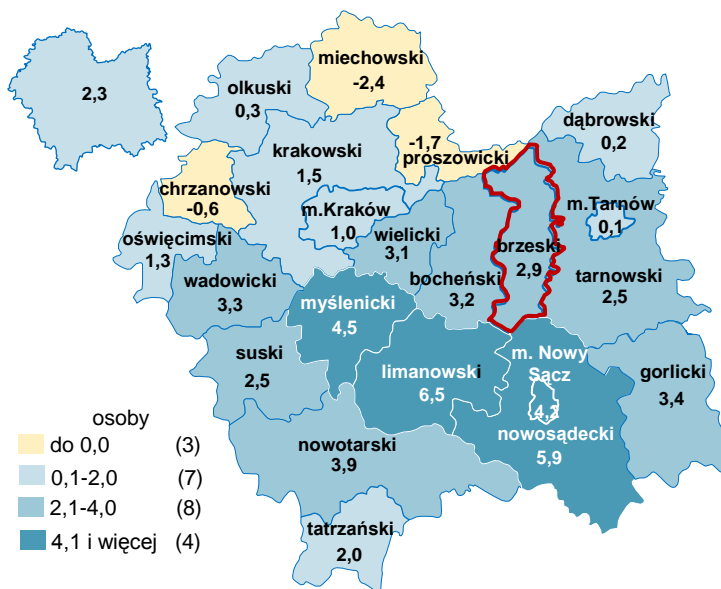 2,3
miechowski
-2,4
olkuski
0,3
-1,7
proszowicki
dąbrowski
0,2
krakowski
1,5
chrzanowski
-0,6
m.Kraków
1,0
m.Tarnów
0,1
oświęcimski
1,3
wielicki
3,1
brzeski
2,9
wadowicki
3,3
bocheński
3,2
tarnowski
2,5
myślenicki
4,5
suski
2,5
limanowski
6,5
m. Nowy
Sącz
4,2
gorlicki
3,4
nowosądecki
5,9
nowotarski
3,9
tatrzański
2,0
osoby
do 0,0 (3)
0,1-2,0 (7)
2,1-4,0 (8)
4,1 i więcej (4)